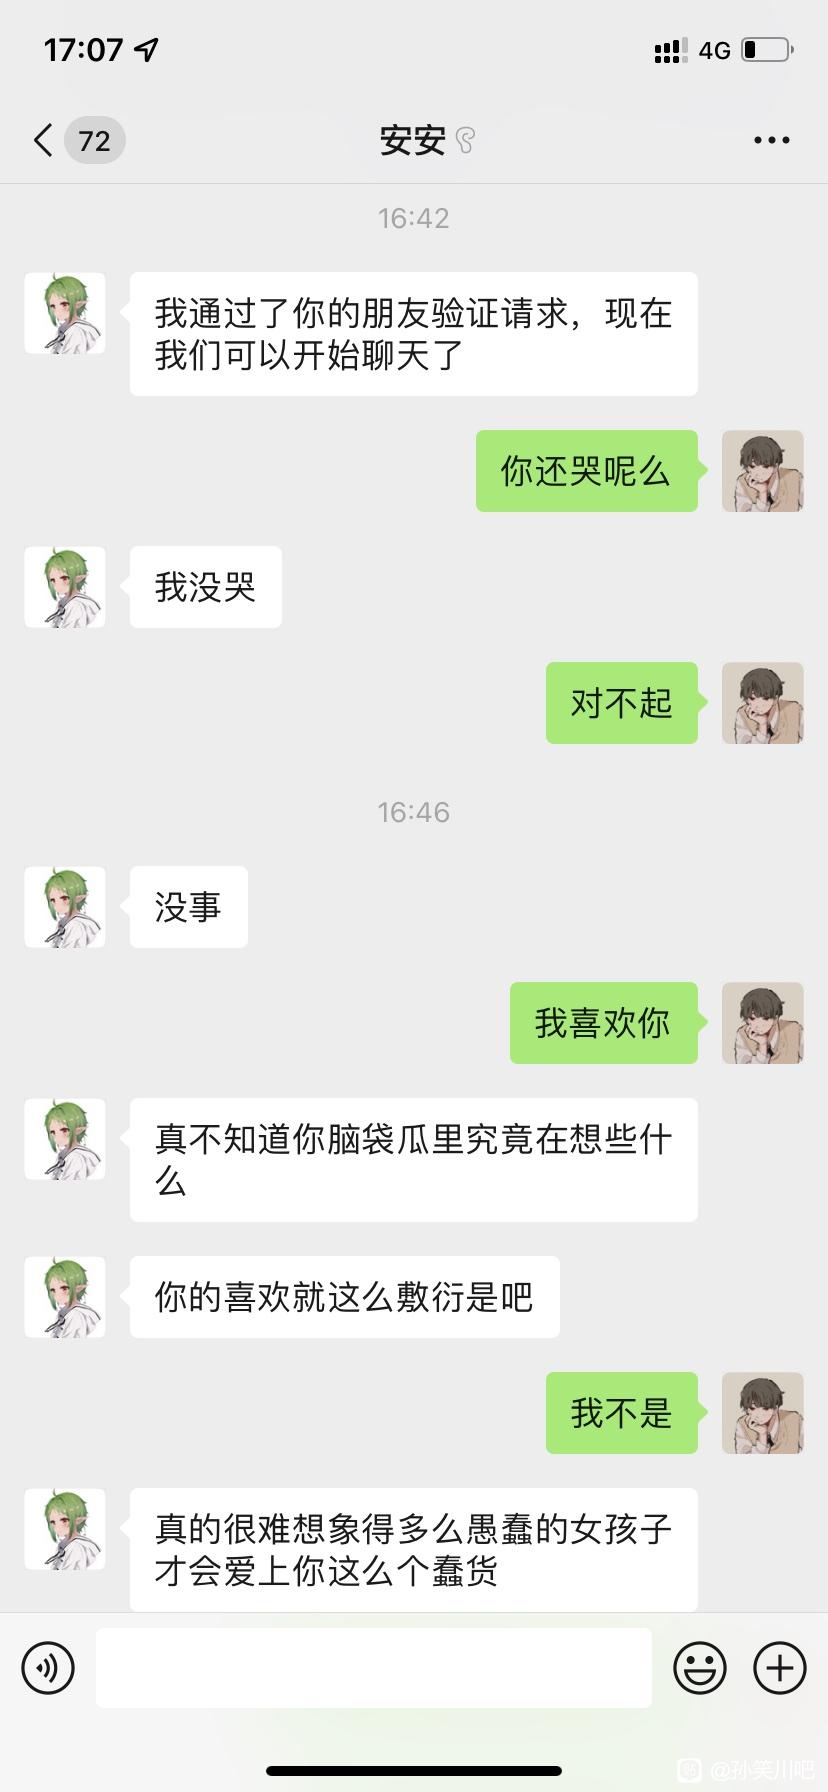 17:07
4G
72
安安
16:42
我通过了你的朋友验证请求，现在
我们可以开始聊天了
你还哭呢么
我没哭
对不起
16:46
没事
我喜欢你
真不知道你脑袋瓜里究竟在想些什
么
你的喜欢就这么敷衍是吧
我不是
真的很难想象得多么愚蠢的女孩子
才会爱上你这么个蠢货
贴 @孙笑川吧